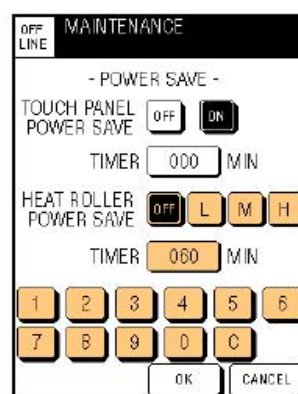 OFF LINE MAINTENANCE
- POWER SAVE -
TOUCH PANEL POWER SAVE OFF ON
TIMER 000 MIN
HEAT ROLLER POWER SAVE OFF L M H
TIMER 060 MIN
1 2 3 4 5 6
7 8 9 0 C
OK CANCEL